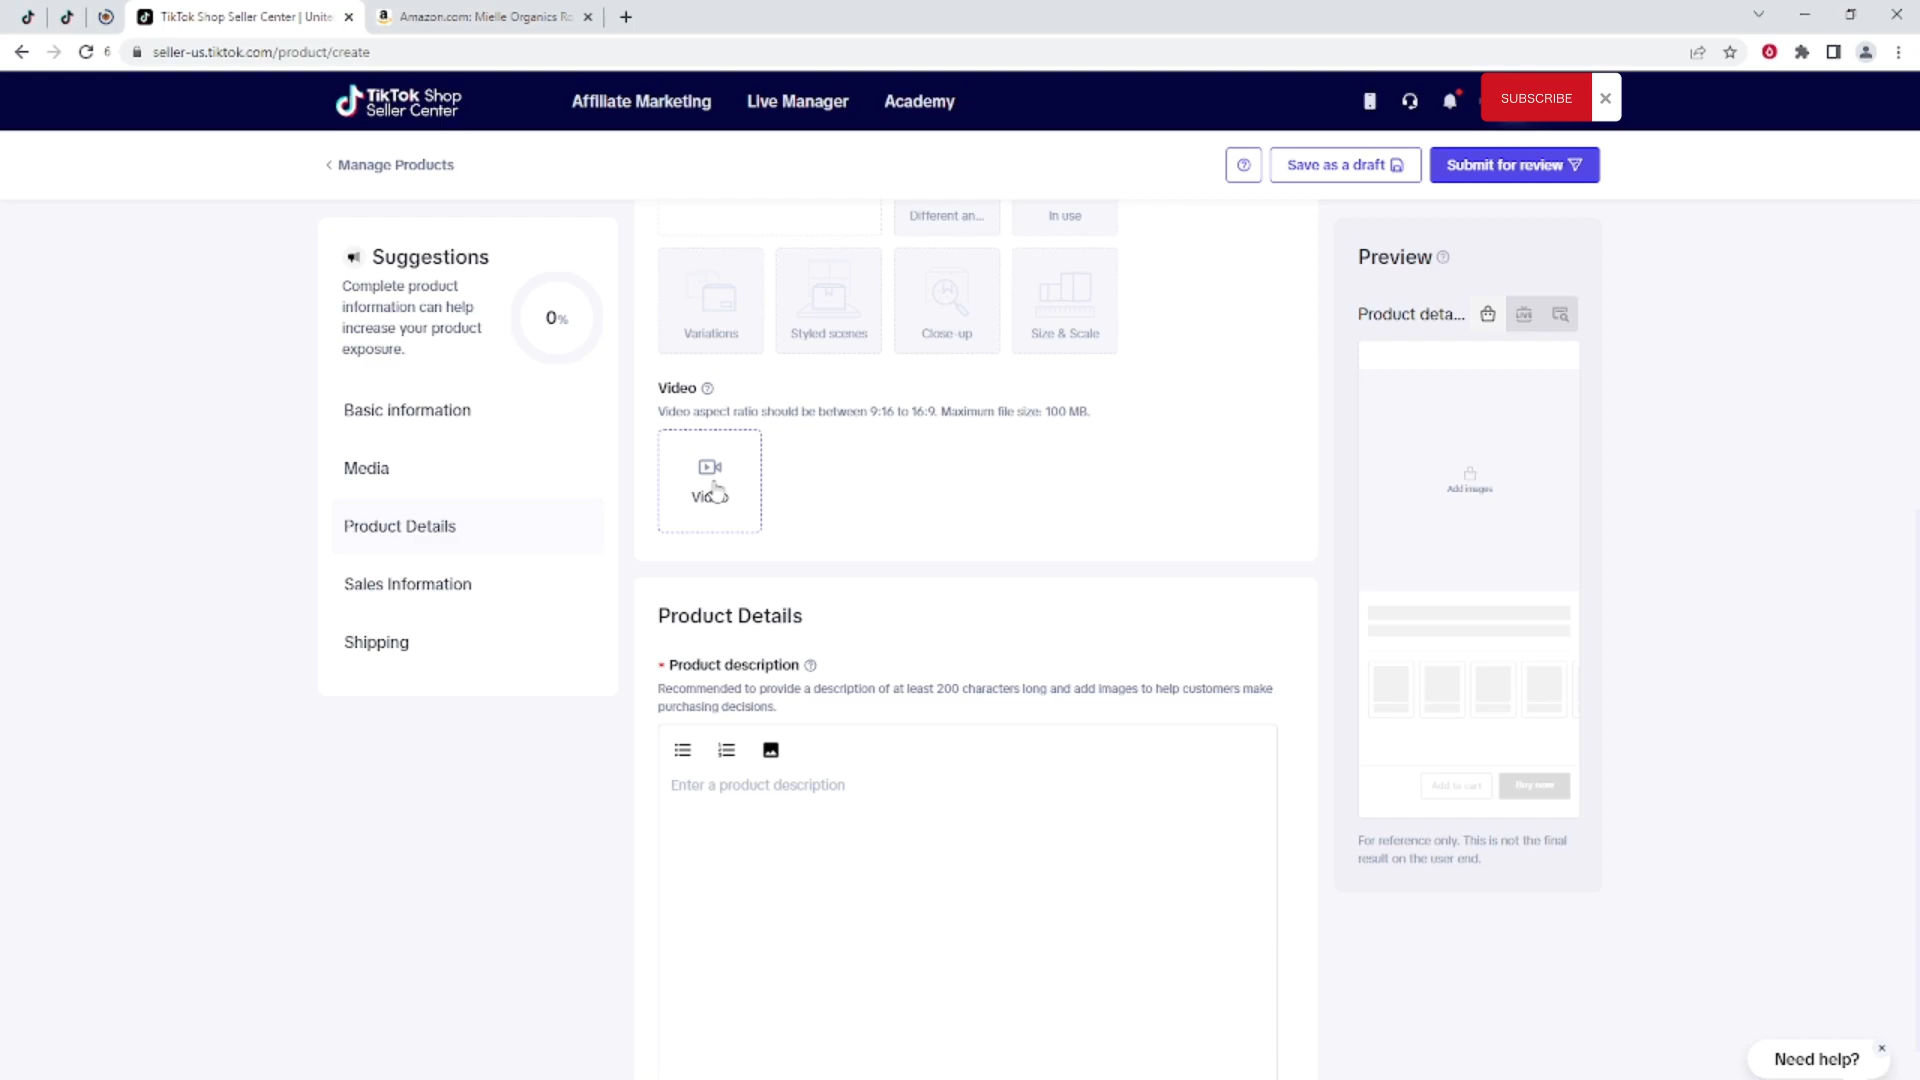 TikTok Shop Seller Center | Unite
Amazon.com: Mielle Organics Ro
6
seller-us.tiktok.com/product/create
TikTok Shop
Seller Center
Affiliate Marketing
Live Manager
Academy
SUBSCRIBE
Manage Products
Save as a draft
Submit for review
Suggestions
Complete product
information can help
increase your product
exposure.
0%
Basic information
Media
Product Details
Sales Information
Shipping
Different an...
In use
Variations
Styled scenes
Close-up
Size & Scale
Video
Video aspect ratio should be between 9:16 to 16:9. Maximum file size: 100 MB.
Video
Product Details
* Product description
Recommended to provide a description of at least 200 characters long and add images to help customers make
purchasing decisions.
Enter a product description
Preview
Product deta...
LIVE
Add images
Add to cart
Buy now
For reference only. This is not the final
result on the user end.
Need help?